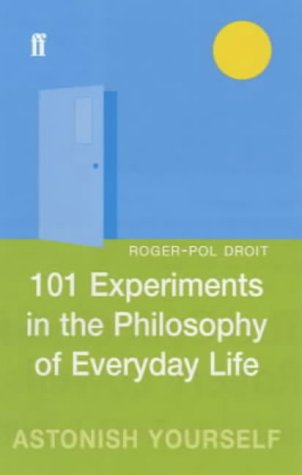 ff
ROGER-POL DROIT
101 Experiments
in the Philosophy
of Everyday Life
ASTONISH YOURSELF